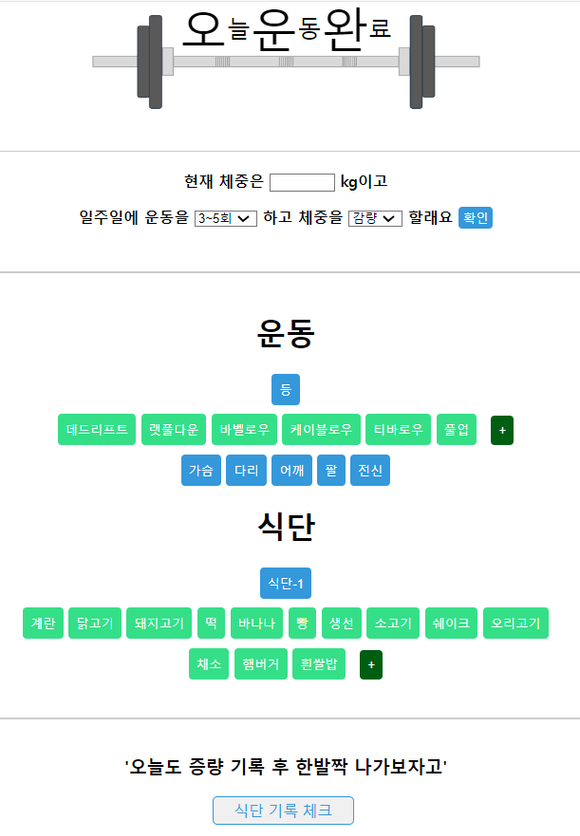 오늘운동완료
현재 체중은 kg이고
일주일에 운동을 3~5회 하고 체중을 감량 할래요 확인
운동
등
데드리프트 랫풀다운 바벨로우 케이블로우 티바로우 풀업 +
가슴 다리 어깨 팔 전신
식단
식단-1
계란 닭고기 돼지고기 떡 바나나 빵 생선 소고기 쉐이크 오리고기
채소 햄버거 흰쌀밥 +
'오늘도 증량 기록 후 한발짝 나가보자고'
식단 기록 체크